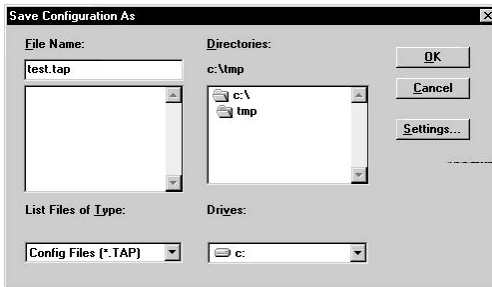 Save Configuration As
File Name:
test.tap
Directories:
c:\tmp
c:\
tmp
OK
Cancel
Settings...
List Files of Type:
Config Files (*.TAP)
Drives:
c: